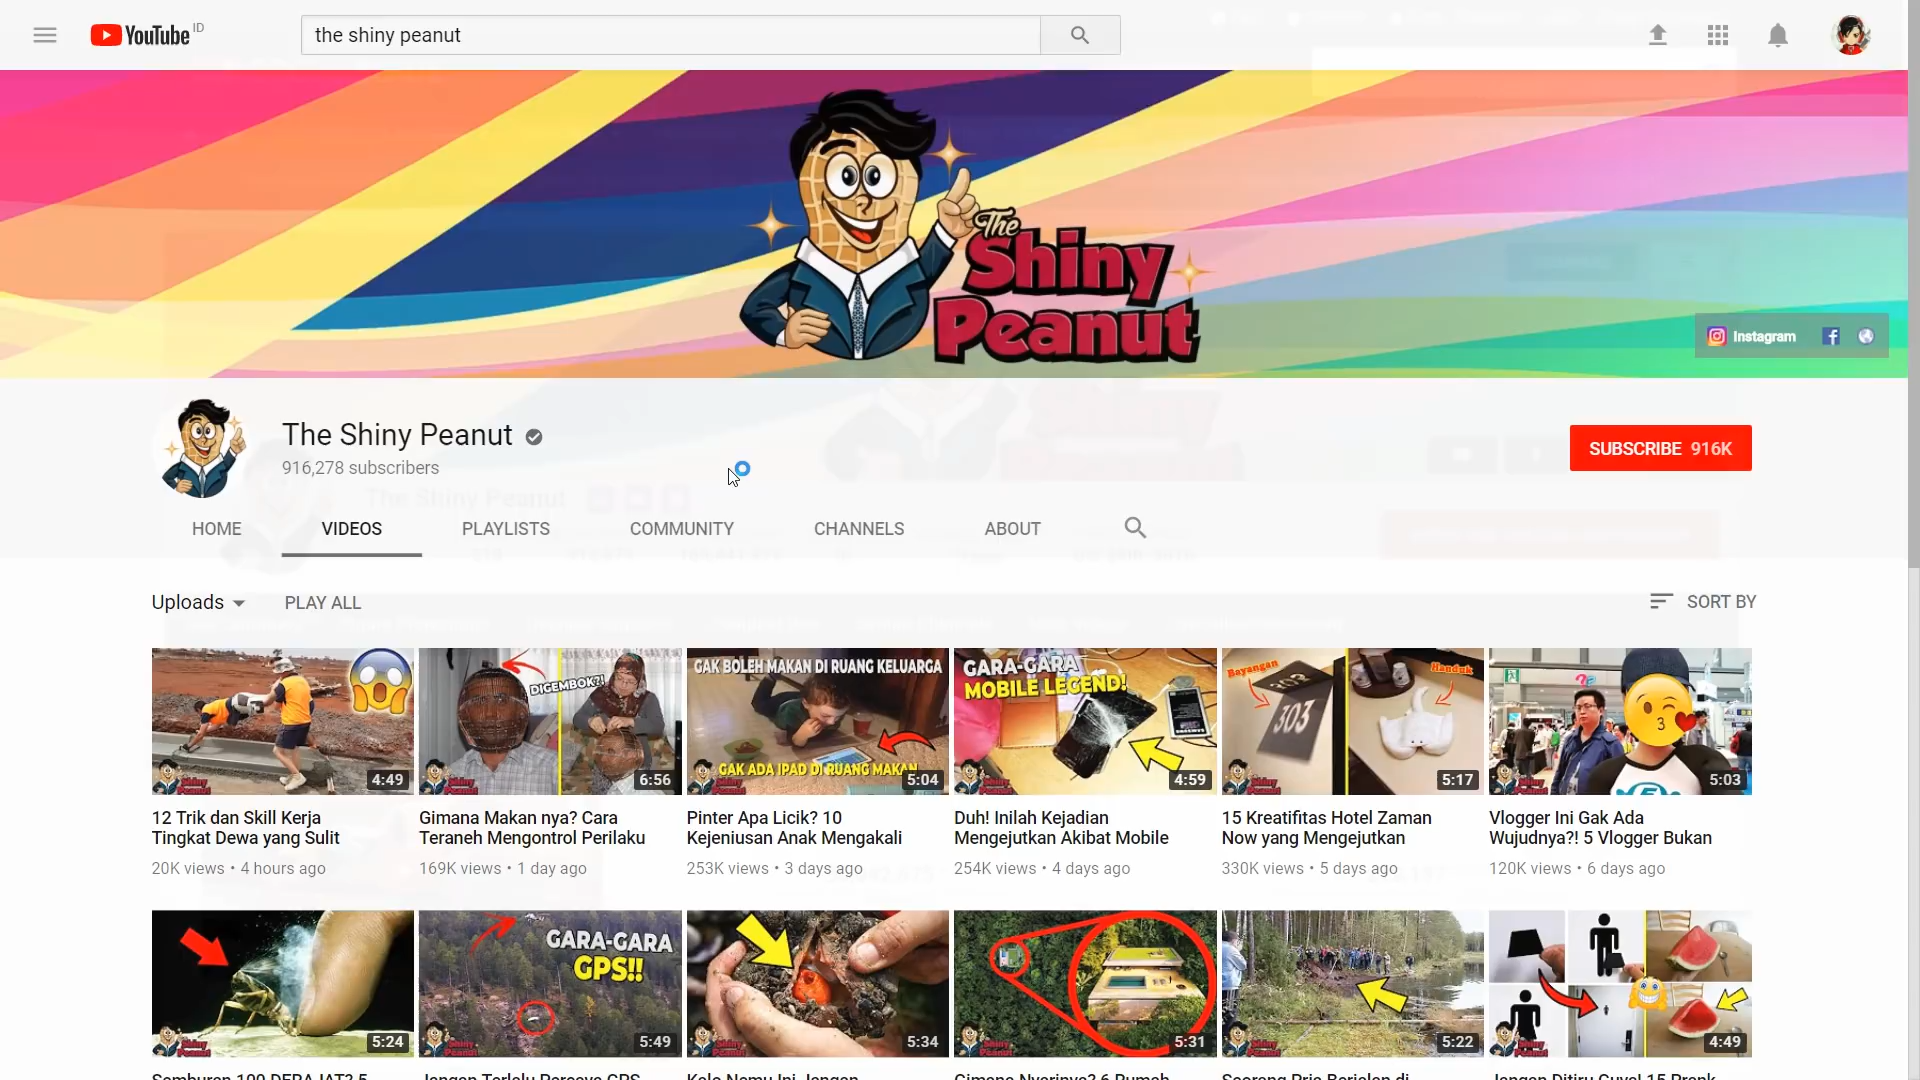 YouTube ID
the shiny peanut
The
Shiny
Peanut
Instagram
The Shiny Peanut
916,278 subscribers
SUBSCRIBE 916K
HOME VIDEOS PLAYLISTS COMMUNITY CHANNELS ABOUT
Uploads PLAY ALL SORT BY
4:49
DIGEMBOK?!
6:56
GAK BOLEH MAKAN DI RUANG KELUARGA
GAK ADA IPAD DI RUANG MAKAN
5:04
GARA-GARA
MOBILE LEGEND!
4:59
Bayangan
303
Handuk
5:17
5:03
12 Trik dan Skill Kerja
Tingkat Dewa yang Sulit
20K views • 4 hours ago
Gimana Makan nya? Cara
Teraneh Mengontrol Perilaku
169K views • 1 day ago
Pinter Apa Licik? 10
Kejeniusan Anak Mengakali
253K views • 3 days ago
Duh! Inilah Kejadian
Mengejutkan Akibat Mobile
254K views • 4 days ago
15 Kreatifitas Hotel Zaman
Now yang Mengejutkan
330K views • 5 days ago
Vlogger Ini Gak Ada
Wujudnya?! 5 Vlogger Bukan
120K views • 6 days ago
5:24
GARA-GARA
GPS!!
5:49
5:34
5:31
5:22
4:49